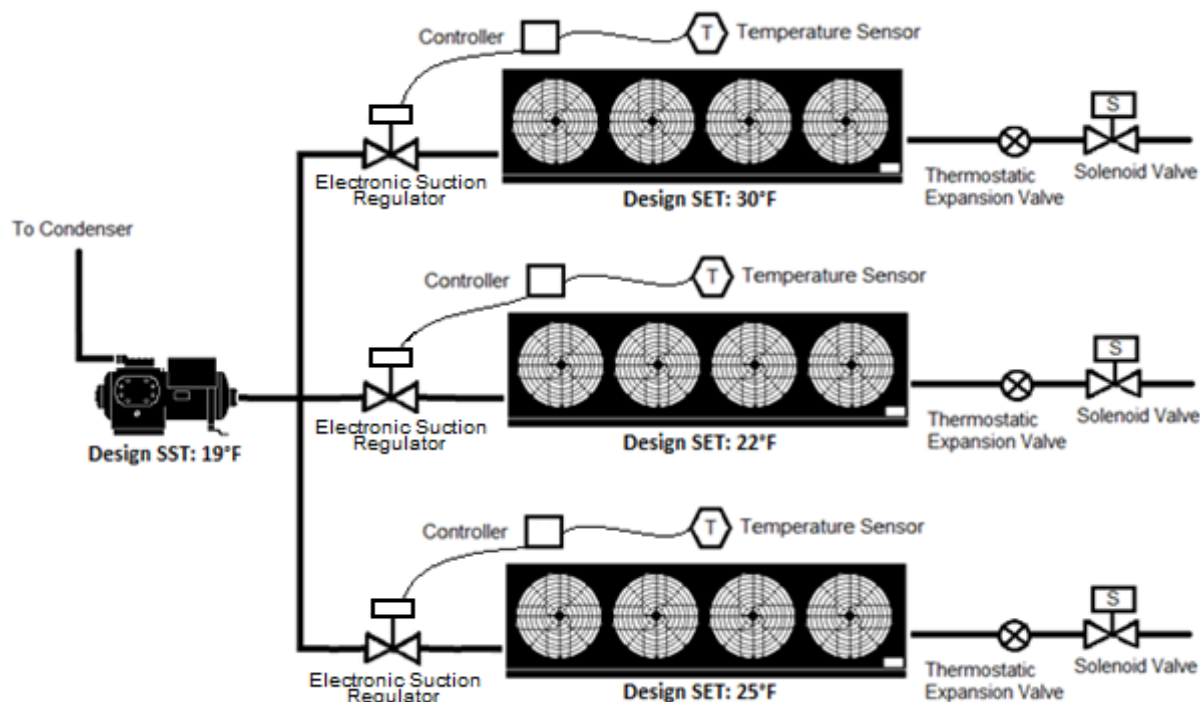 Controller
T
Temperature Sensor
S
Electronic Suction
Regulator
Design SET: 30°F
Thermostatic
Expansion Valve
Solenoid Valve
To Condenser
Controller
T
Temperature Sensor
S
Design SST: 19°F
Electronic Suction
Regulator
Design SET: 22°F
Thermostatic
Expansion Valve
Solenoid Valve
Controller
T
Temperature Sensor
S
Electronic Suction
Regulator
Design SET: 25°F
Thermostatic
Expansion Valve
Solenoid Valve